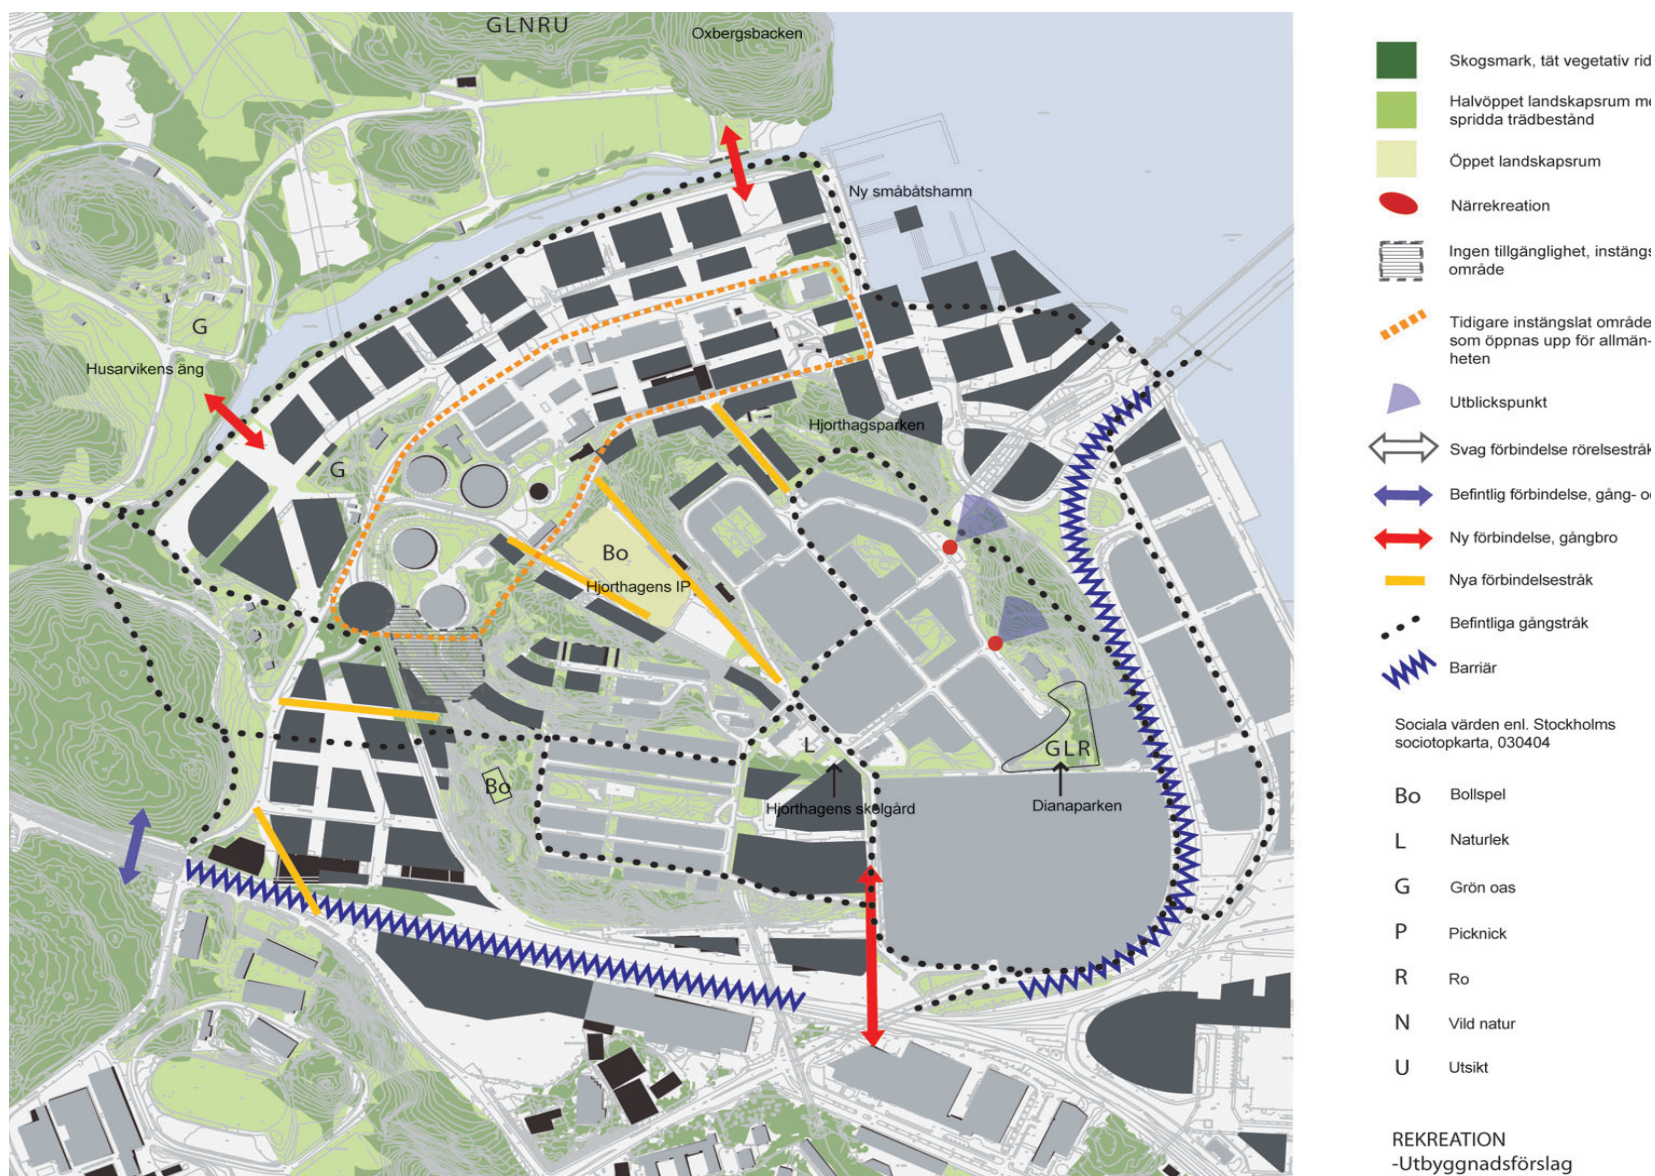 GLNRU
Oxbergsbacken
Ny småbåtshamn
G
Husarvikens äng
Hjorthagsparken
G
Bo
Hjorthagens IP
L
GLR
Bo
Hjorthagens skolgård
Dianaparken
Skogsmark, tät vegetativ rid
Halvöppet landskapsrum me
spridda trädbestånd
Öppet landskapsrum
Närrekreation
Ingen tillgänglighet, instängs
område
Tidigare instängslat område
som öppnas upp för allmän-
heten
Utblickspunkt
Svag förbindelse rörelsestråk
Befintlig förbindelse, gång- oc
Ny förbindelse, gångbro
Nya förbindelsestråk
Befintliga gångstråk
Barriär
Sociala värden enl. Stockholms
sociotopkarta, 030404
Bo Bollspel
L Naturlek
G Grön oas
P Picknick
R Ro
N Vild natur
U Utsikt
REKREATION
-Utbyggnadsförslag